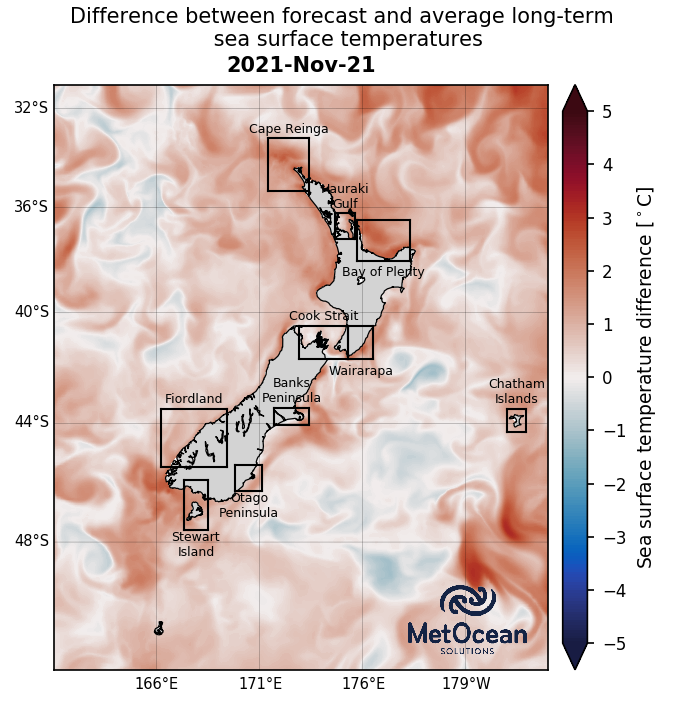 Difference between forecast and average long-term
sea surface temperatures
2021-Nov-21
32°S
36°S
40°S
44°S
48°S
Cape Reinga
Hauraki
Gulf
Bay of Plenty
Cook Strait
Wairarapa
Banks
Peninsula
Fiordland
Chatham
Islands
Otago
Peninsula
Stewart
Island
MetOcean
SOLUTIONS
166°E
171°E
176°E
179°W
5
4
3
2
1
0
−1
−2
−3
−4
−5
Sea surface temperature difference [°C]